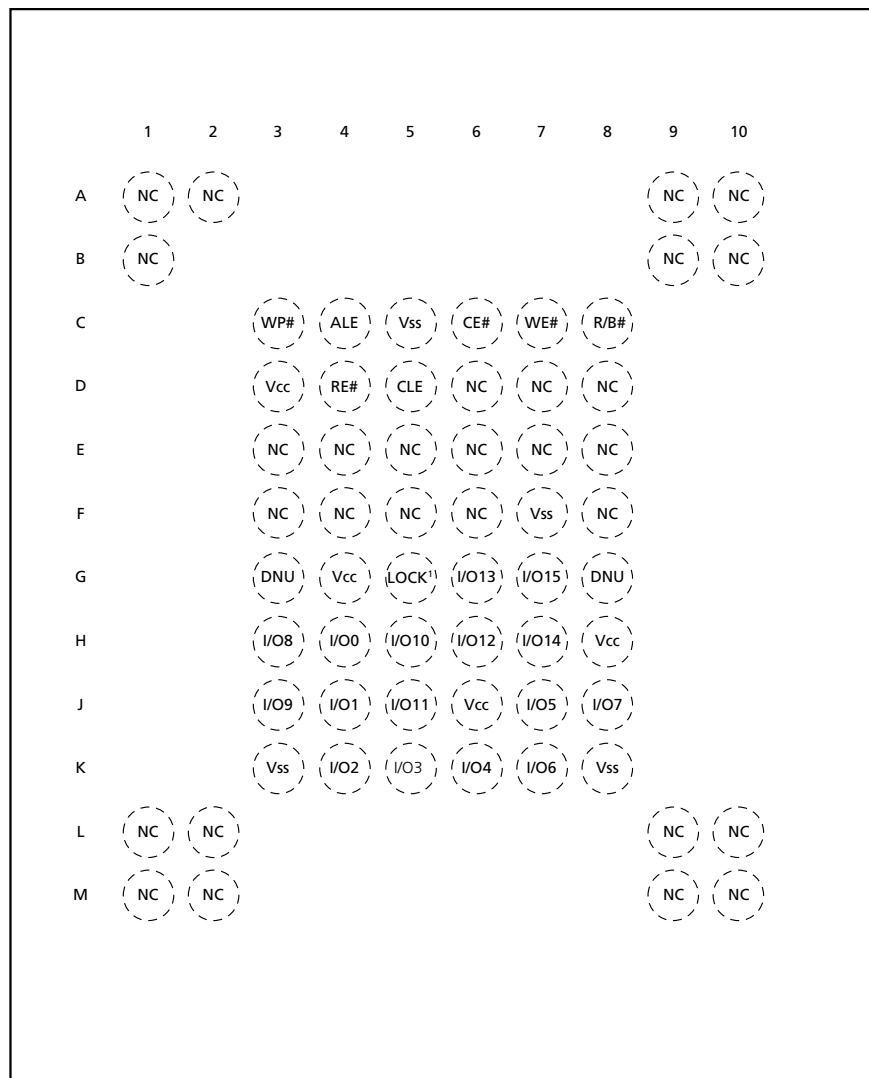 1 2 3 4 5 6 7 8 9 10
A NC NC NC NC
B NC NC NC
C WP# ALE Vss CE# WE# R/B#
D Vcc RE# CLE NC NC NC
E NC NC NC NC NC NC
F NC NC NC NC Vss NC
G DNU Vcc LOCK¹ I/O13 I/O15 DNU
H I/O8 I/O0 I/O10 I/O12 I/O14 Vcc
J I/O9 I/O1 I/O11 Vcc I/O5 I/O7
K Vss I/O2 I/O3 I/O4 I/O6 Vss
L NC NC NC NC
M NC NC NC NC